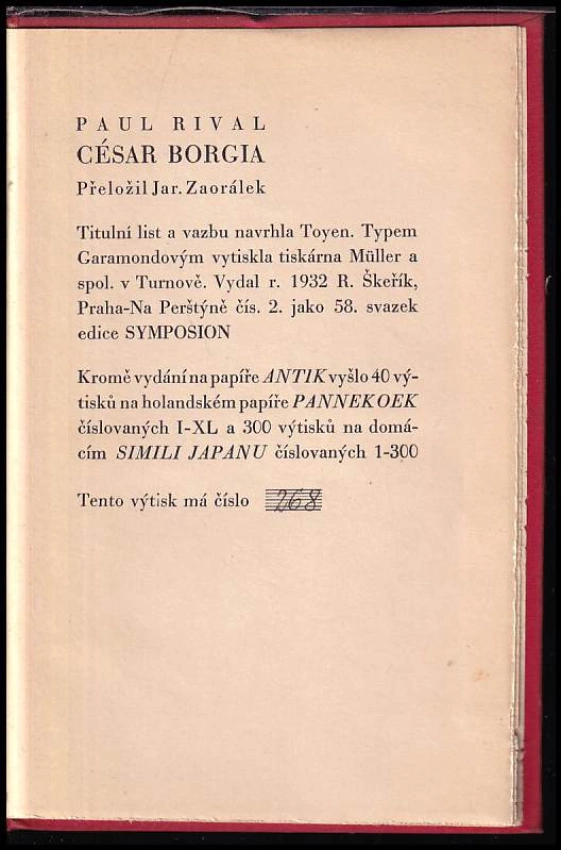 PAUL RIVAL
CÉSAR BORGIA
Přeložil Jar. Zaorálek
Titulní list a vazbu navrhla Toyen. Typem
Garamondovým vytiskla tiskárna Müller a
spol. v Turnově. Vydal r. 1932 R. Škeřík,
Praha-Na Perštýně čís. 2. jako 58. svazek
edice SYMPOSION
Kromě vydání na papíře ANTIK vyšlo 40 vý-
tisků na holandském papíře PANNEKOEK
číslovaných I-XL a 300 výtisků na domá-
cím SIMILI JAPANU číslovaných 1-300
Tento výtisk má číslo 268